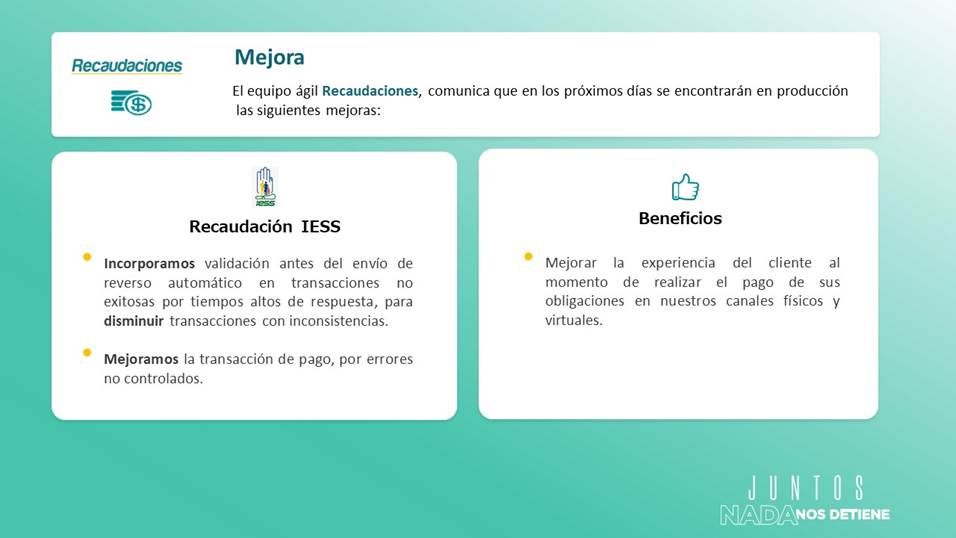 Recaudaciones
Mejora
El equipo ágil Recaudaciones, comunica que en los próximos días se encontrarán en producción
las siguientes mejoras:
iess
Recaudación IESS
Incorporamos validación antes del envío de
reverso automático en transacciones no
exitosas por tiempos altos de respuesta, para
disminuir transacciones con inconsistencias.
Mejoramos la transacción de pago, por errores
no controlados.
Beneficios
Mejorar la experiencia del cliente al
momento de realizar el pago de sus
obligaciones en nuestros canales físicos y
virtuales.
JUNTOS
NADA NOS DETIENE